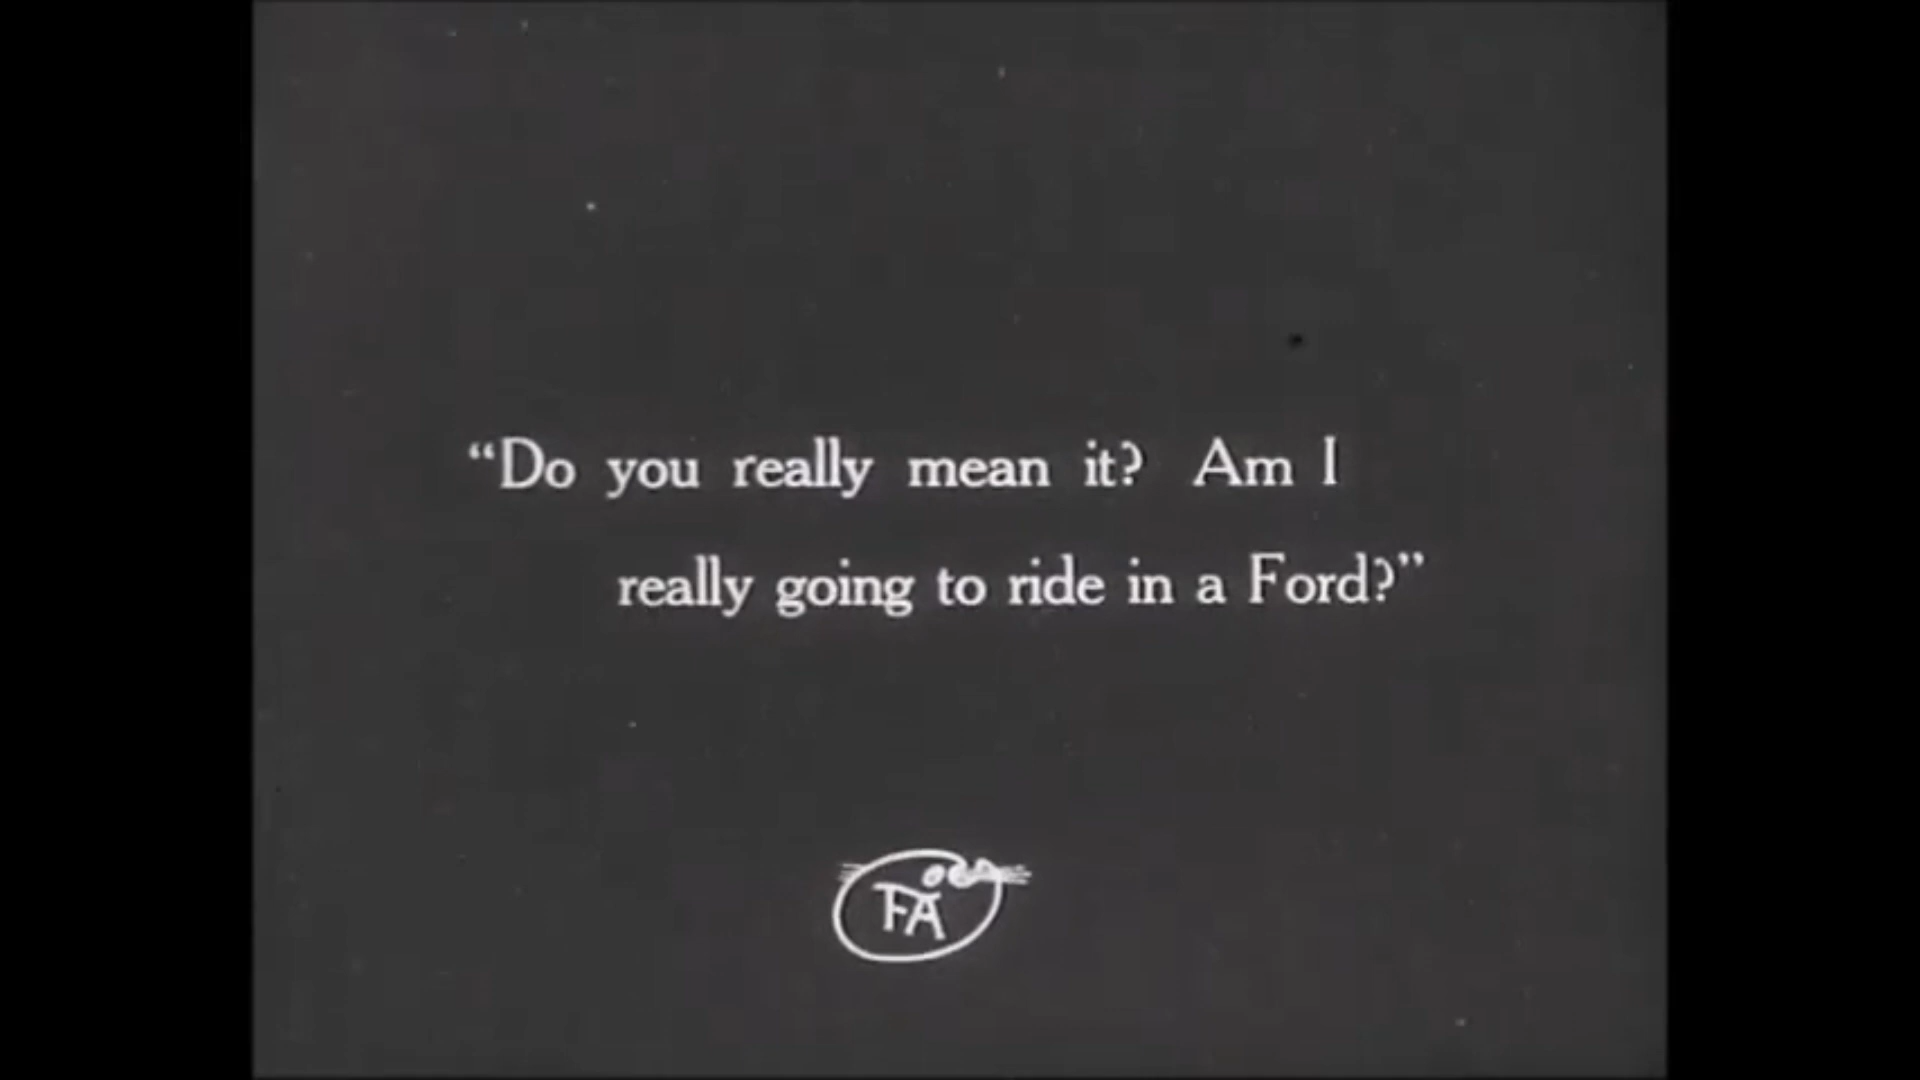 “Do you really mean it? Am I
really going to ride in a Ford?”
FA